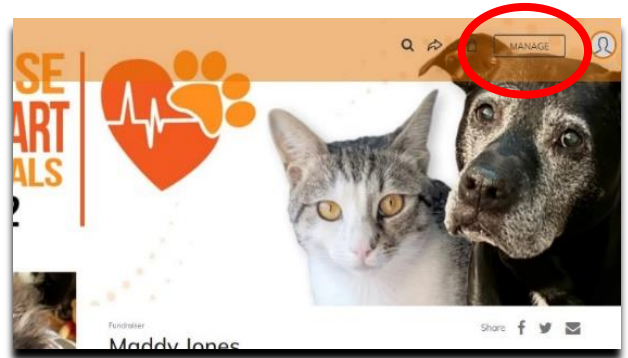 MANAGE
SE
ART
ALS
2
Fundraiser
Share
Maddy Jones